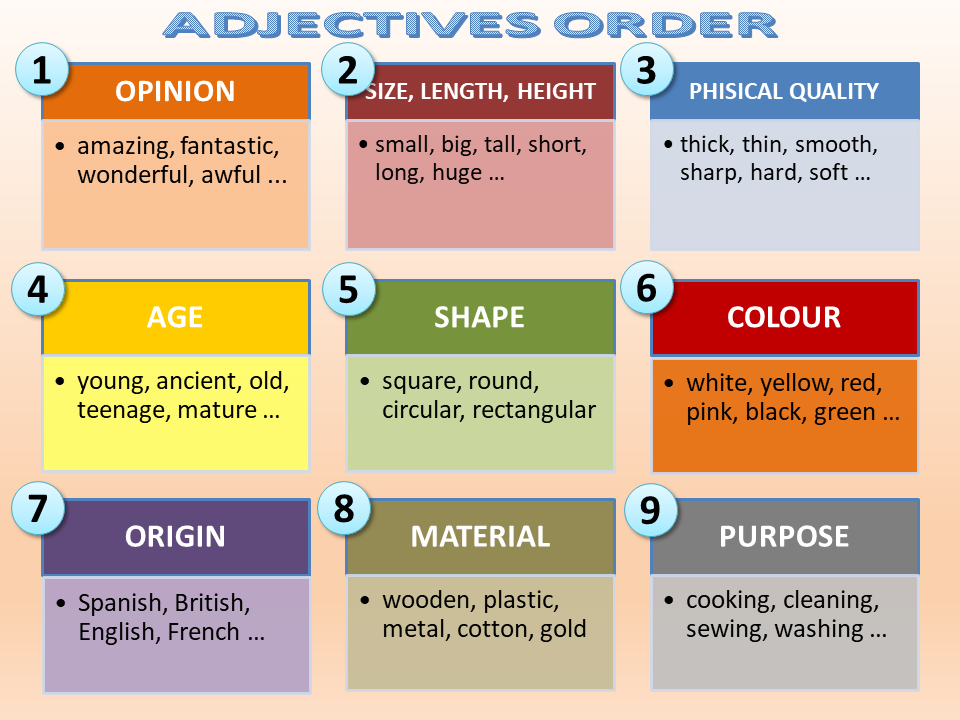 ADJECTIVES ORDER
1
OPINION
• amazing, fantastic,
wonderful, awful ...
2
SIZE, LENGTH, HEIGHT
• small, big, tall, short,
long, huge ...
3
PHISICAL QUALITY
• thick, thin, smooth,
sharp, hard, soft ...
4
AGE
• young, ancient, old,
teenage, mature ...
5
SHAPE
• square, round,
circular, rectangular
6
COLOUR
• white, yellow, red,
pink, black, green ...
7
ORIGIN
• Spanish, British,
English, French ...
8
MATERIAL
• wooden, plastic,
metal, cotton, gold
9
PURPOSE
• cooking, cleaning,
sewing, washing ...